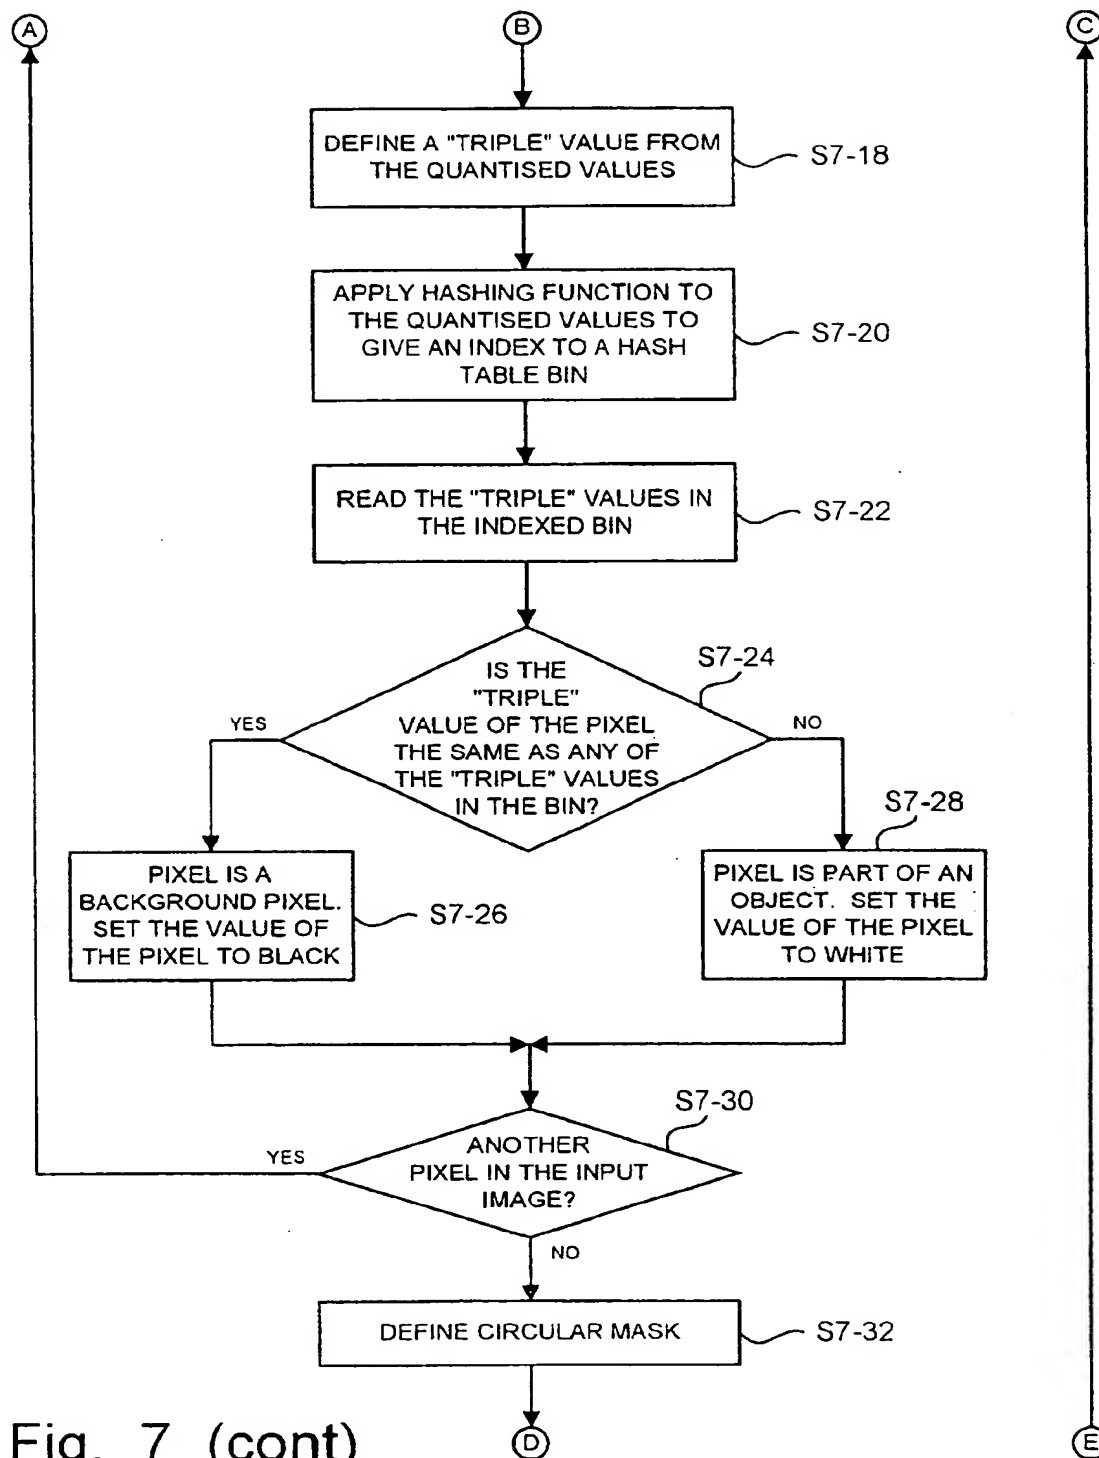 A
B
C
DEFINE A "TRIPLE" VALUE FROM
THE QUANTISED VALUES
S7-18
APPLY HASHING FUNCTION TO
THE QUANTISED VALUES TO
GIVE AN INDEX TO A HASH
TABLE BIN
S7-20
READ THE "TRIPLE" VALUES IN
THE INDEXED BIN
S7-22
IS THE
"TRIPLE"
VALUE OF THE PIXEL
THE SAME AS ANY OF
THE "TRIPLE" VALUES
IN THE BIN?
S7-24
YES
NO
PIXEL IS A
BACKGROUND PIXEL.
SET THE VALUE OF
THE PIXEL TO BLACK
S7-26
S7-28
PIXEL IS PART OF AN
OBJECT. SET THE
VALUE OF THE PIXEL
TO WHITE
S7-30
ANOTHER
PIXEL IN THE INPUT
IMAGE?
YES
NO
DEFINE CIRCULAR MASK
S7-32
Fig. 7 (cont)
D
E